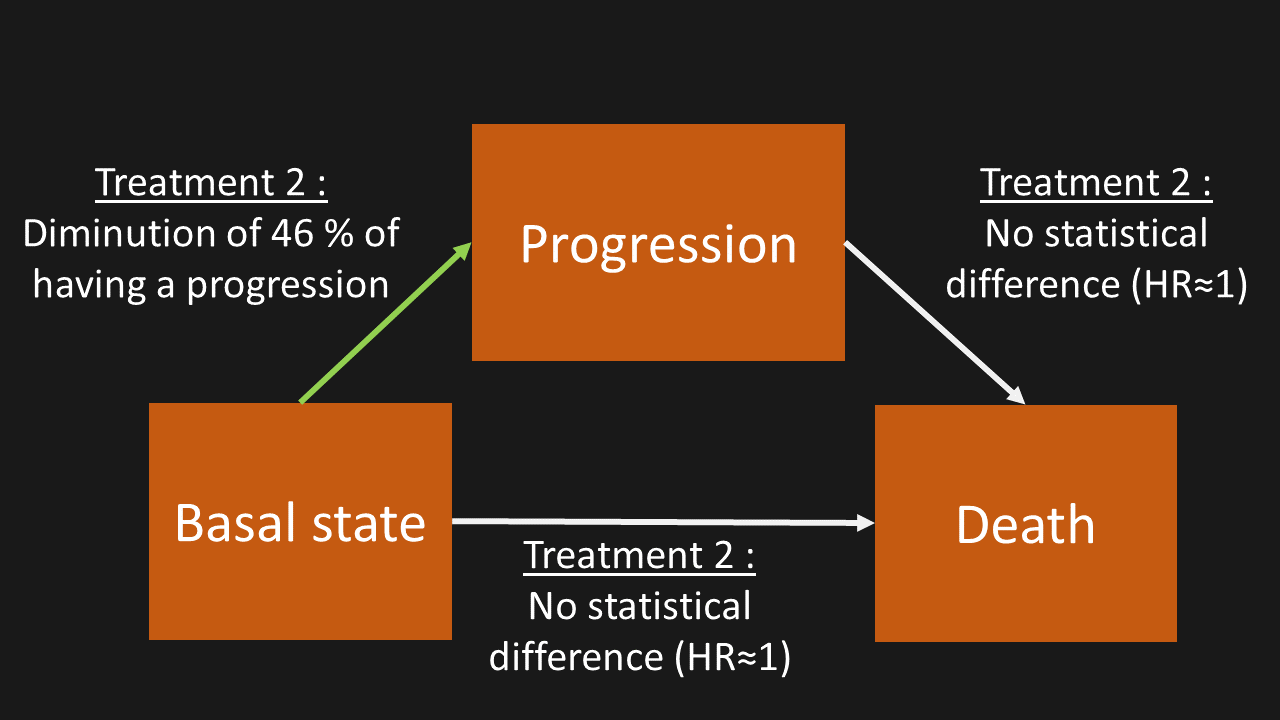 Treatment 2 :
Diminution of 46 % of
having a progression
Progression
Treatment 2 :
No statistical
difference (HR≈1)
Basal state
Treatment 2 :
No statistical
difference (HR≈1)
Death